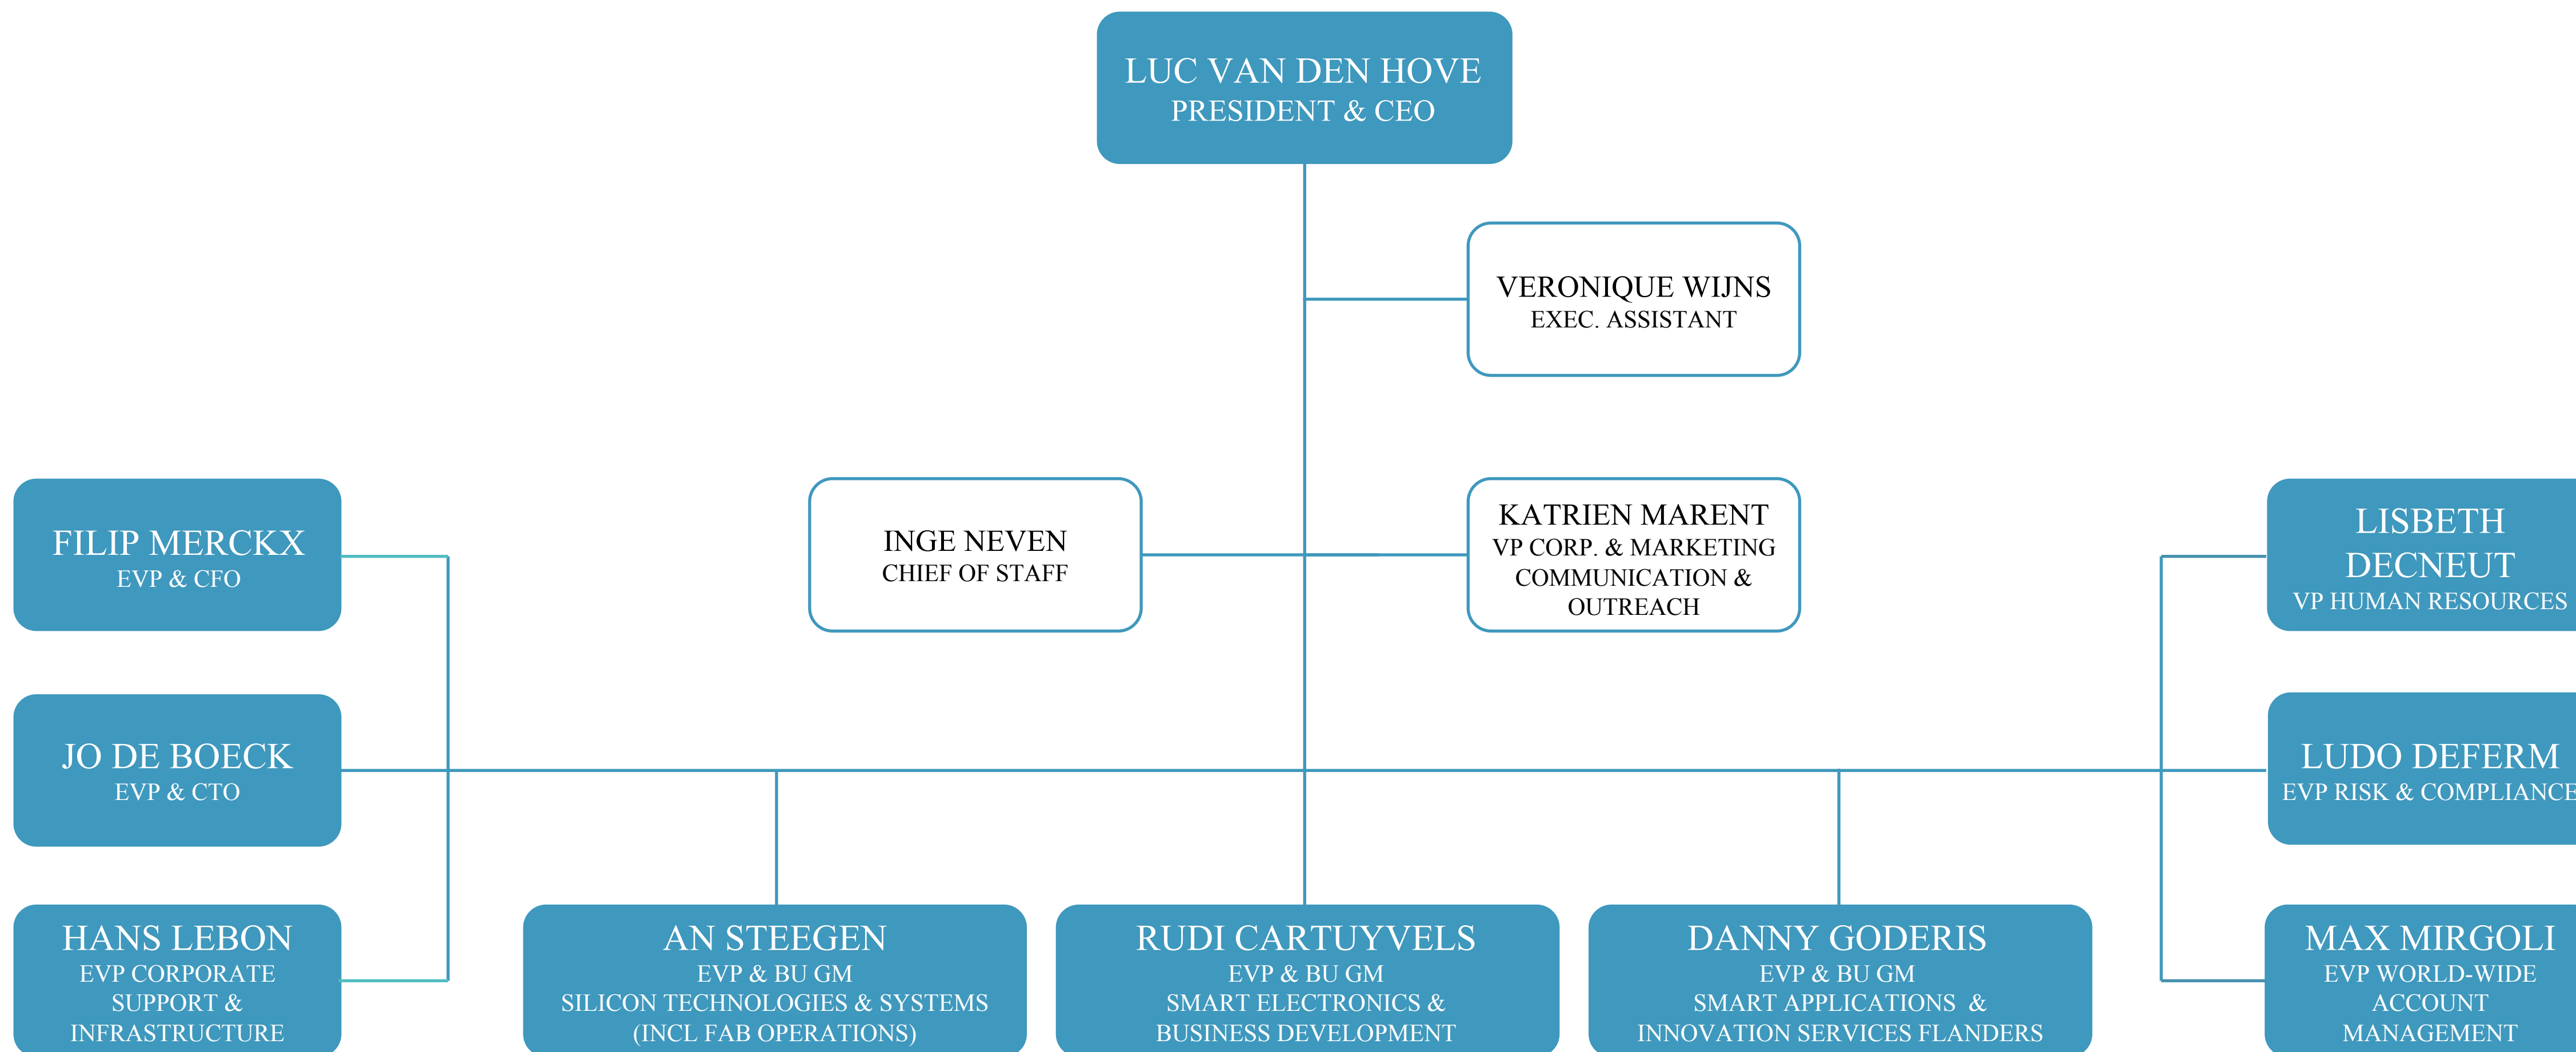 LUC VAN DEN HOVE
PRESIDENT & CEO
VERONIQUE WIJNS
EXEC. ASSISTANT
FILIP MERCKX
EVP & CFO
INGE NEVEN
CHIEF OF STAFF
KATRIEN MARENT
VP CORP. & MARKETING
COMMUNICATION &
OUTREACH
LISBETH
DECNEUT
VP HUMAN RESOURCES
JO DE BOECK
EVP & CTO
LUDO DEFERM
EVP RISK & COMPLIANCE
HANS LEBON
EVP CORPORATE
SUPPORT &
INFRASTRUCTURE
AN STEEGEN
EVP & BU GM
SILICON TECHNOLOGIES & SYSTEMS
(INCL FAB OPERATIONS)
RUDI CARTUYVELS
EVP & BU GM
SMART ELECTRONICS &
BUSINESS DEVELOPMENT
DANNY GODERIS
EVP & BU GM
SMART APPLICATIONS &
INNOVATION SERVICES FLANDERS
MAX MIRGOLI
EVP WORLD-WIDE
ACCOUNT
MANAGEMENT